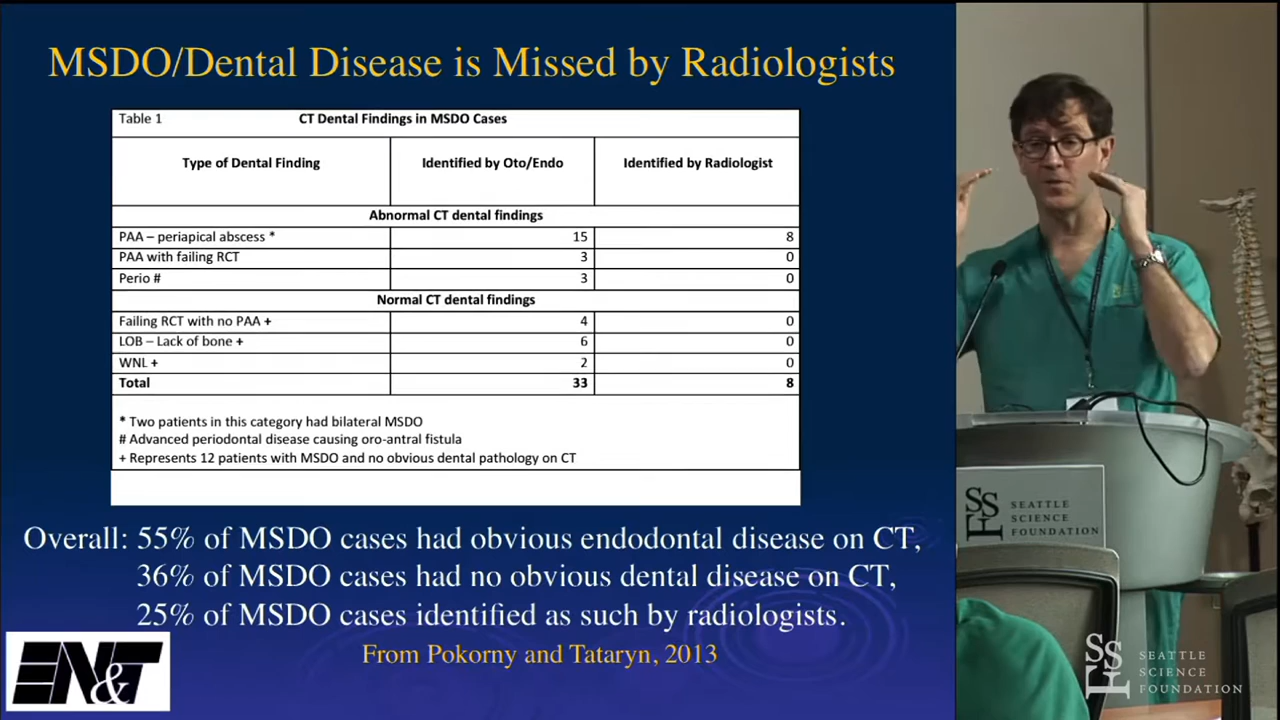 MSDO/Dental Disease is Missed by Radiologists
Table 1 CT Dental Findings in MSDO Cases
Type of Dental Finding Identified by Oto/Endo Identified by Radiologist
Abnormal CT dental findings
PAA – periapical abscess * 15 8
PAA with failing RCT 3 0
Perio # 3 0
Normal CT dental findings
Failing RCT with no PAA + 4 0
LOB – Lack of bone + 6 0
WNL + 2 0
Total 33 8
* Two patients in this category had bilateral MSDO
# Advanced periodontal disease causing oro-antral fistula
+ Represents 12 patients with MSDO and no obvious dental pathology on CT
Overall: 55% of MSDO cases had obvious endodontal disease on CT,
36% of MSDO cases had no obvious dental disease on CT,
25% of MSDO cases identified as such by radiologists.
From Pokorny and Tataryn, 2013
EN&T
SSF
SEATTLE
SCIENCE
FOUNDATION
SSF
SEATTLE
SCIENCE
FOUNDATION